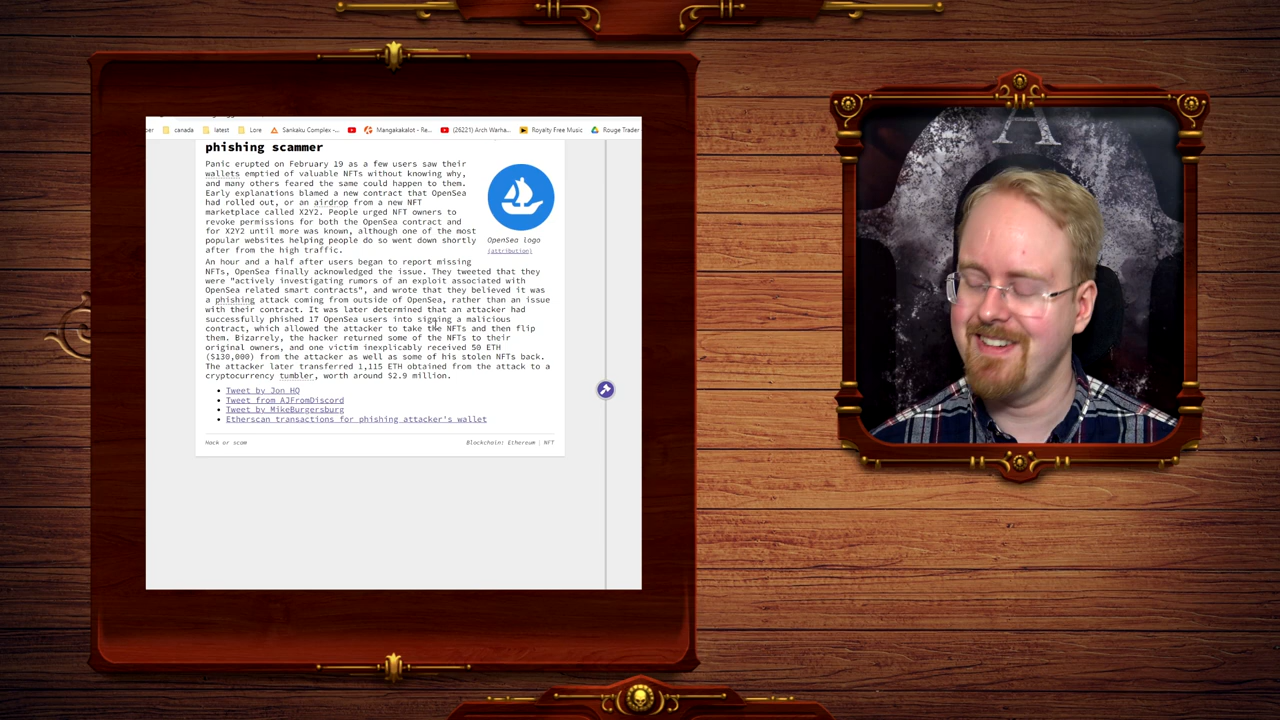 canada
latest
Lore
Sankaku Complex -...
Mangakakalot - Re...
(26221) Arch Warha...
Royalty Free Music
Rouge Trader
phishing scammer
Panic erupted on February 19 as a few users saw their
wallets emptied of valuable NFTs without knowing why,
and many others feared the same could happen to them.
Early explanations blamed a new contract that OpenSea
had rolled out, or an airdrop from a new NFT
marketplace called X2Y2. People urged NFT owners to
revoke permissions for both the OpenSea contract and
for X2Y2 until more was known, although one of the most
popular websites helping people do so went down shortly
after from the high traffic.
OpenSea logo
(attribution)
An hour and a half after users began to report missing
NFTs, OpenSea finally acknowledged the issue. They tweeted that they
were "actively investigating rumors of an exploit associated with
OpenSea related smart contracts", and wrote that they believed it was
a phishing attack coming from outside of OpenSea, rather than an issue
with their contract. It was later determined that an attacker had
successfully phished 17 OpenSea users into signing a malicious
contract, which allowed the attacker to take the NFTs and then flip
them. Bizarrely, the hacker returned some of the NFTs to their
original owners, and one victim inexplicably received 50 ETH
($130,000) from the attacker as well as some of his stolen NFTs back.
The attacker later transferred 1,115 ETH obtained from the attack to a
cryptocurrency tumbler, worth around $2.9 million.
Tweet by Jon_HQ
Tweet from AJFromDiscord
Tweet by MikeBurgersburg
Etherscan transactions for phishing attacker's wallet
Hack or scam
Blockchain: Ethereum | NFT
A